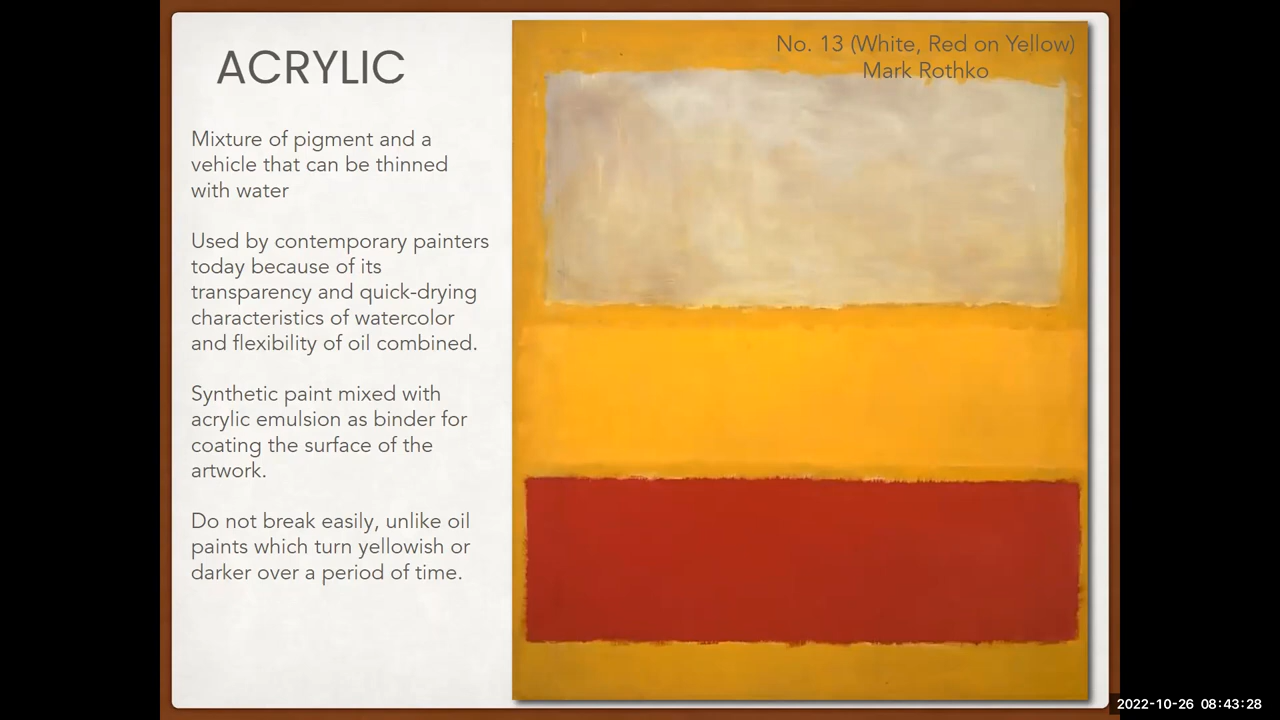 ACRYLIC
Mixture of pigment and a
vehicle that can be thinned
with water
Used by contemporary painters
today because of its
transparency and quick-drying
characteristics of watercolor
and flexibility of oil combined.
Synthetic paint mixed with
acrylic emulsion as binder for
coating the surface of the
artwork.
Do not break easily, unlike oil
paints which turn yellowish or
darker over a period of time.
No. 13 (White, Red on Yellow)
Mark Rothko
2022-10-26 08:43:28